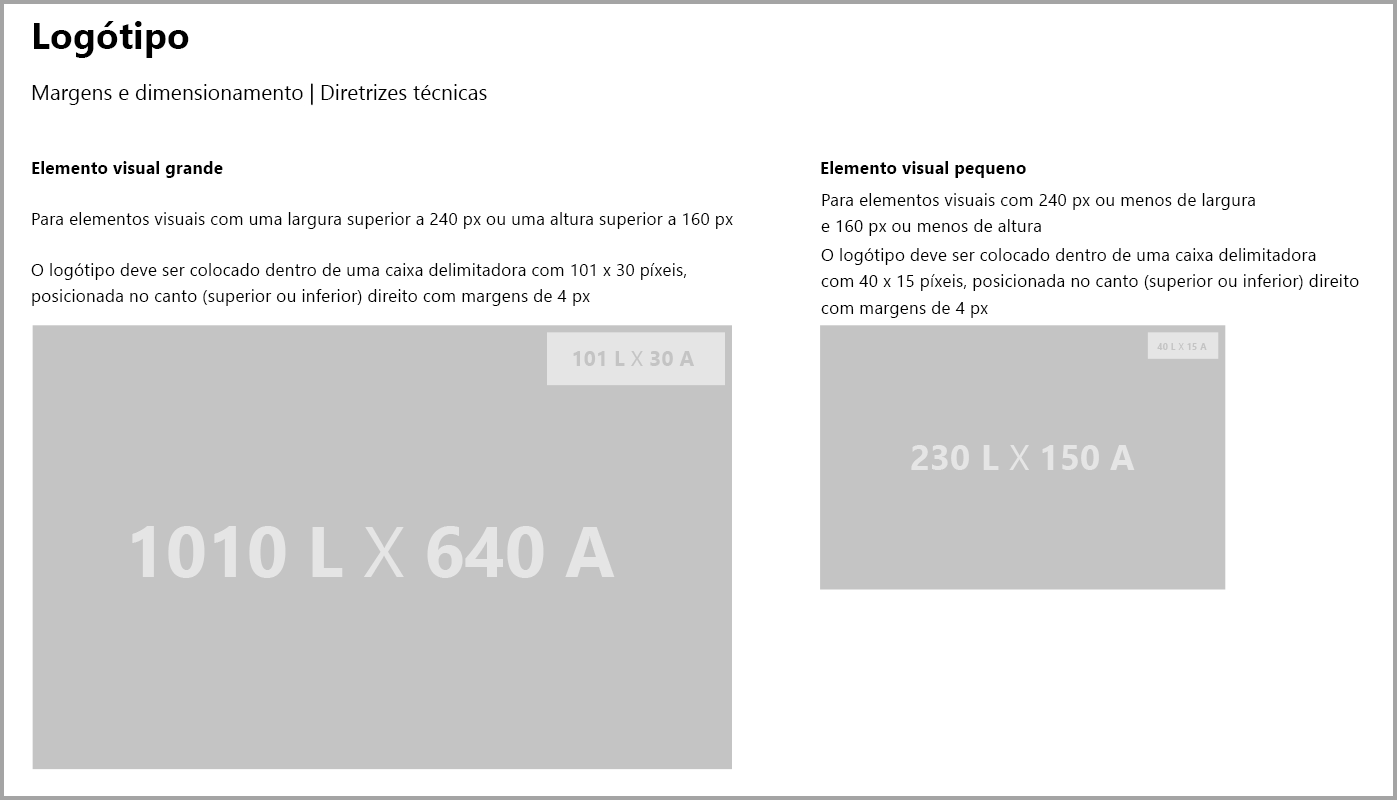 Logótipo
Margens e dimensionamento | Diretrizes técnicas
Elemento visual grande
Para elementos visuais com uma largura superior a 240 px ou uma altura superior a 160 px
O logótipo deve ser colocado dentro de uma caixa delimitadora com 101 x 30 píxeis,
posicionada no canto (superior ou inferior) direito com margens de 4 px
101 L X 30 A
1010 L X 640 A
Elemento visual pequeno
Para elementos visuais com 240 px ou menos de largura
e 160 px ou menos de altura
O logótipo deve ser colocado dentro de uma caixa delimitadora
com 40 x 15 píxeis, posicionada no canto (superior ou inferior) direito
com margens de 4 px
40 L X 15 A
230 L X 150 A